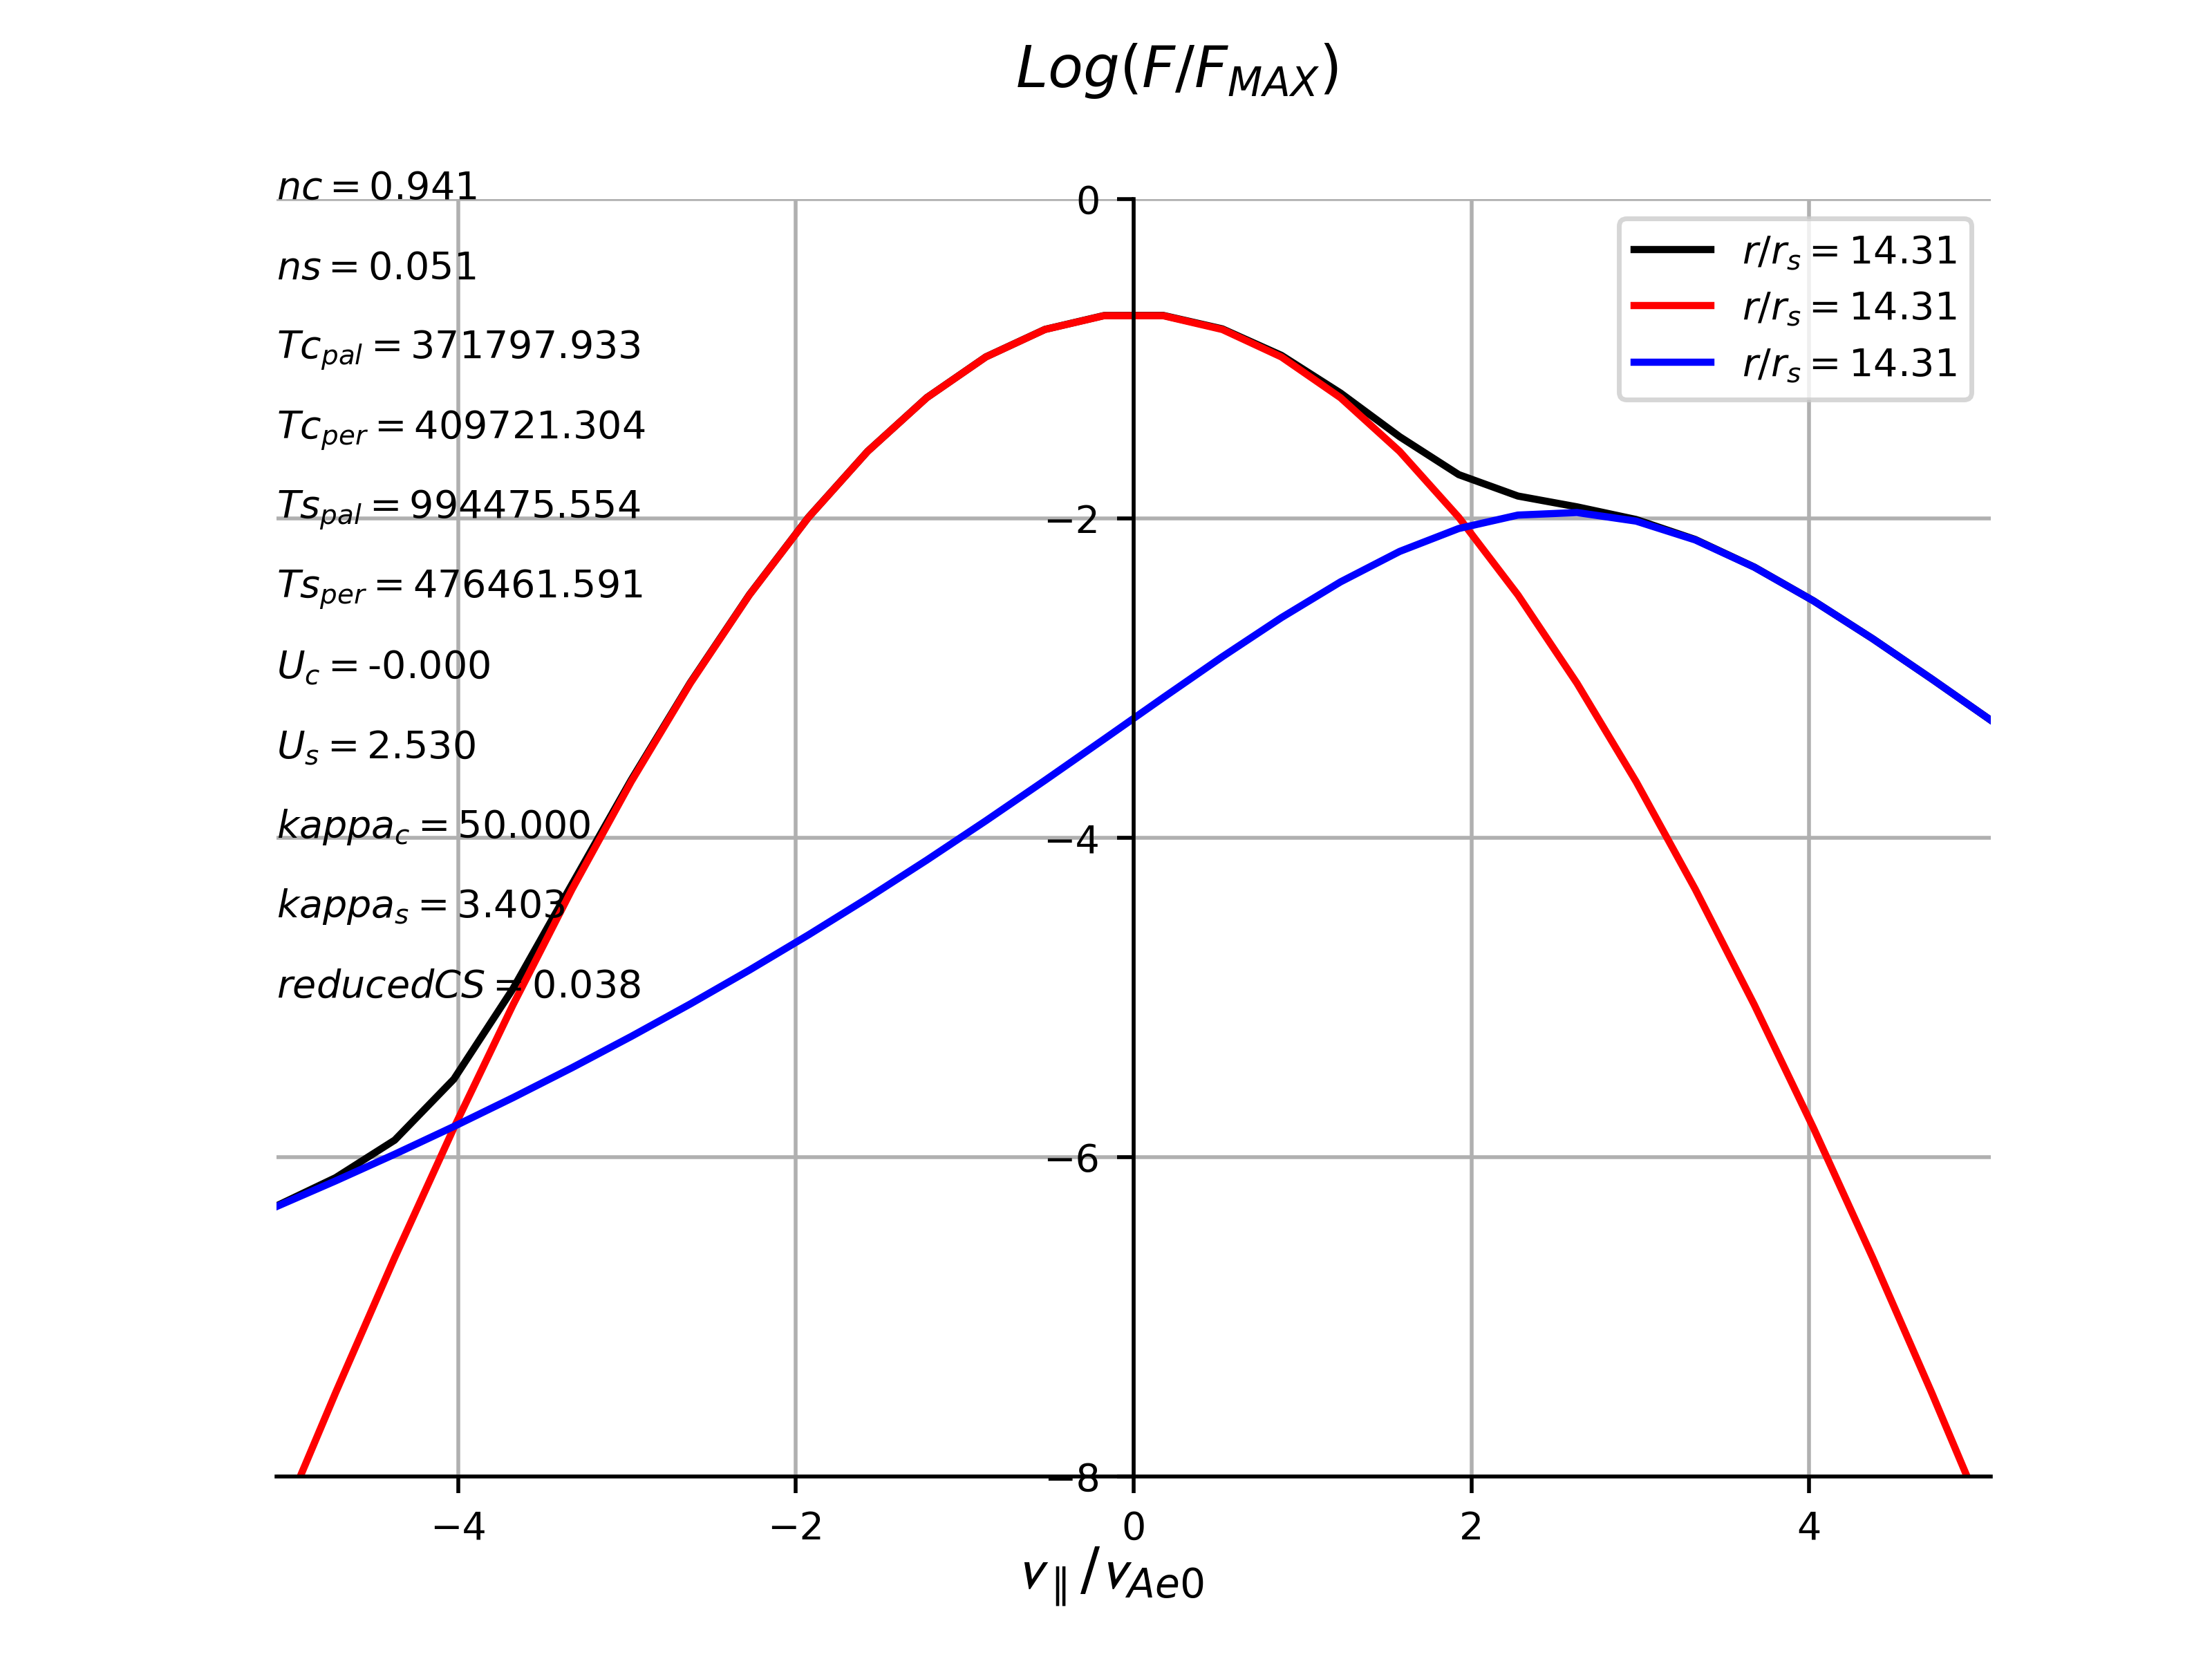 Log(F/F_MAX)
nc = 0.941
ns = 0.051
Tc_pal = 371797.933
Tc_per = 409721.304
Ts_pal = 994475.554
Ts_per = 476461.591
U_c = -0.000
U_s = 2.530
kappa_c = 50.000
kappa_s = 3.403
reducedCS = 0.038
0
−2
−4
−6
−8
r/r_s = 14.31
r/r_s = 14.31
r/r_s = 14.31
−4 −2 0 2 4
v_∥/v_Ae0